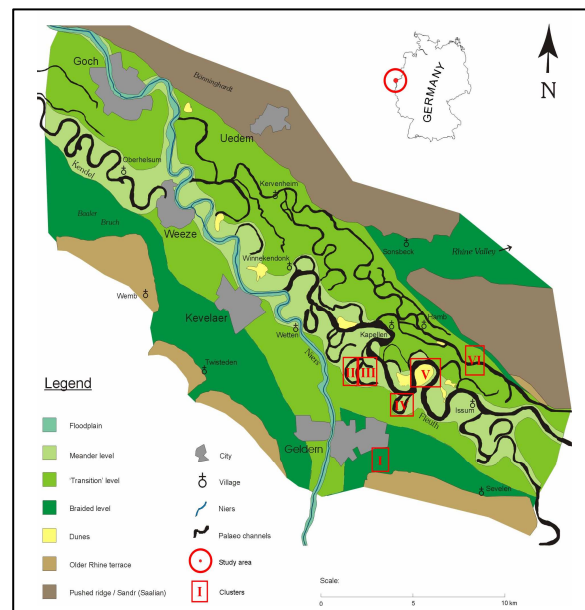 Goch
Bönninghardt
GERMANY
N
Uedem
Oberhelsum
Kendel
Kervenheim
Baaler
Bruch
Weeze
Sonsbeck
Rhine Valley
Winnekendonk
Wemb
Kevelaer
Wetten
Niers
Kapellen
Hamb
VI
II
III
V
Twisteden
IV
Issum
Fleuth
Geldern
I
Sevelen
Legend
Floodplain
Meander level
'Transition' level
Braided level
Dunes
Older Rhine terrace
Pushed ridge / Sandr (Saalian)
City
Village
Niers
Palaeo channels
Study area
I
Clusters
Scale:
0 5 10 km